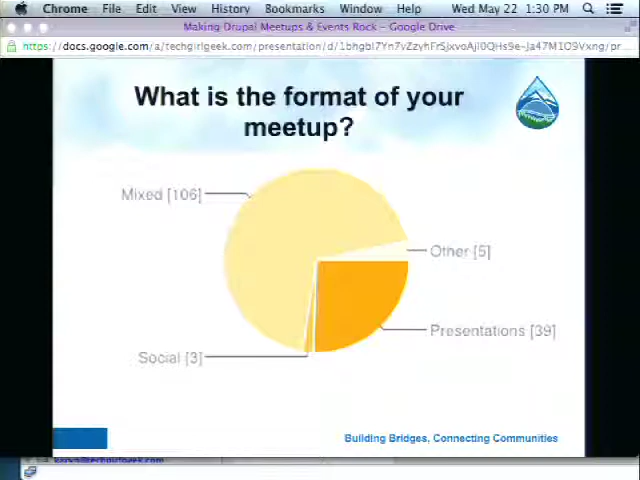 Chrome File Edit View History Bookmarks Window Help Wed May 22 1:30 PM
Making Drupal Meetups & Events Rock – Google Drive
What is the format of your
meetup?
Mixed [106]
Other [5]
Presentations [39]
Social [3]
Building Bridges, Connecting Communities